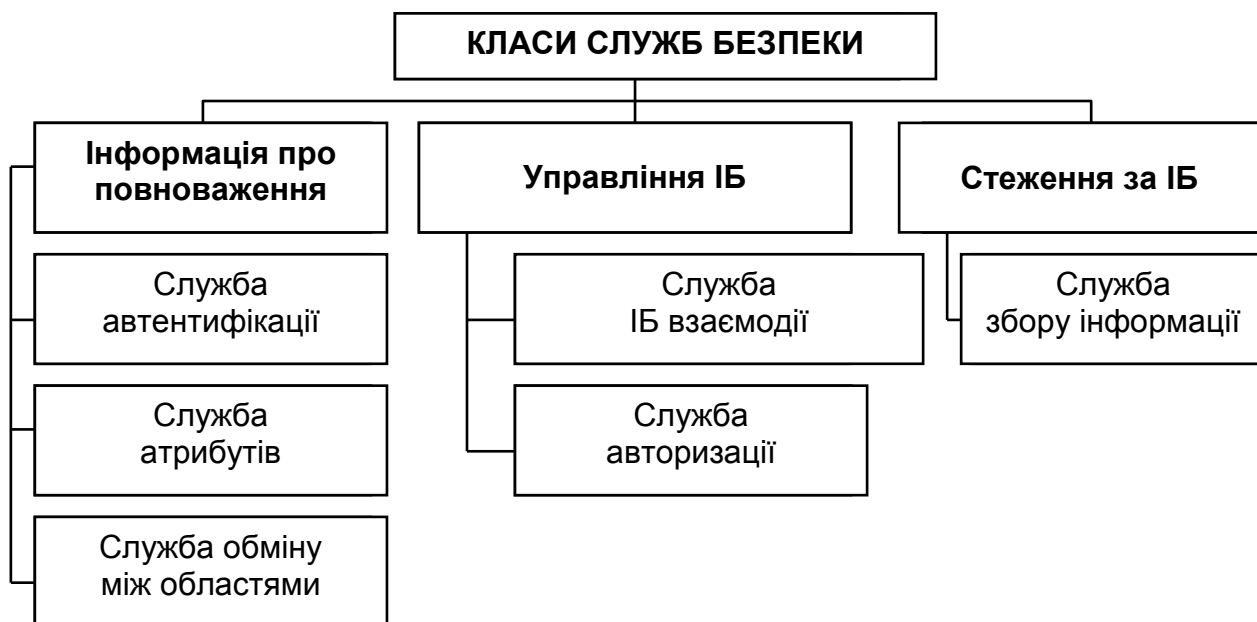 КЛАСИ СЛУЖБ БЕЗПЕКИ
Інформація про
повноваження
Управління ІБ
Стеження за ІБ
Служба
автентифікації
Служба
ІБ взаємодії
Служба
збору інформації
Служба
атрибутів
Служба
авторизації
Служба обміну
між областями